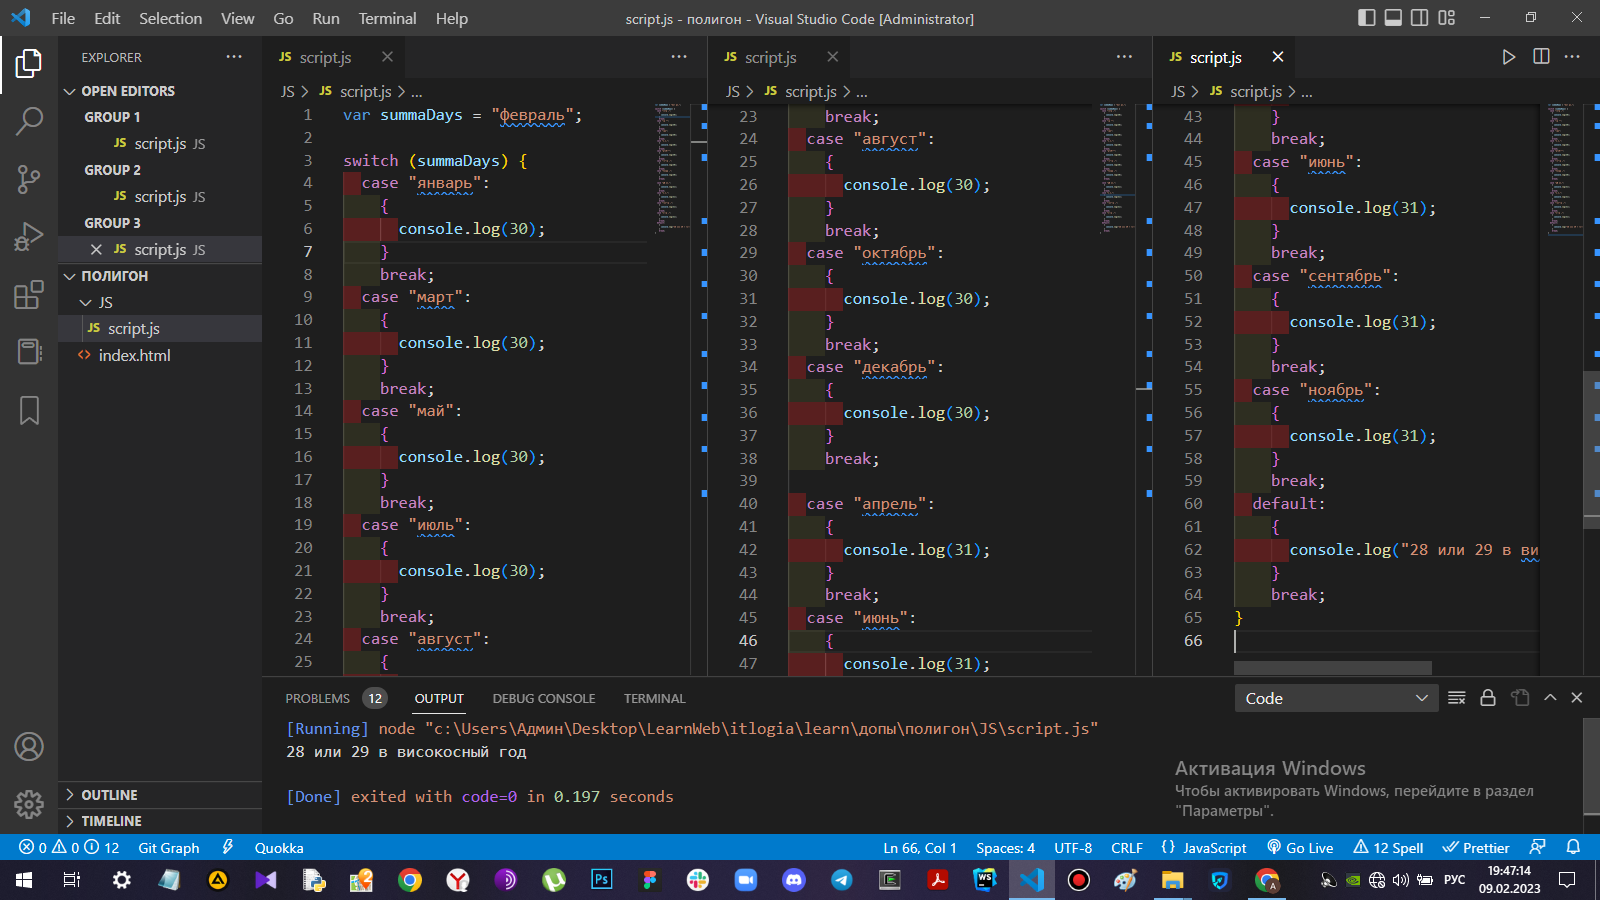 File Edit Selection View Go Run Terminal Help
script.js - полигон - Visual Studio Code [Administrator]
EXPLORER
OPEN EDITORS
GROUP 1
JS script.js JS
GROUP 2
JS script.js JS
GROUP 3
JS script.js JS
ПОЛИГОН
JS
JS script.js
index.html
OUTLINE
TIMELINE
JS script.js
JS > JS script.js > ...
1 var summaDays = "февраль";
2
3 switch (summaDays) {
4 case "январь":
5 {
6 console.log(30);
7 }
8 break;
9 case "март":
10 {
11 console.log(30);
12 }
13 break;
14 case "май":
15 {
16 console.log(30);
17 }
18 break;
19 case "июль":
20 {
21 console.log(30);
22 }
23 break;
24 case "август":
25 {
JS script.js
JS > JS script.js > ...
23 break;
24 case "август":
25 {
26 console.log(30);
27 }
28 break;
29 case "октябрь":
30 {
31 console.log(30);
32 }
33 break;
34 case "декабрь":
35 {
36 console.log(30);
37 }
38 break;
39
40 case "апрель":
41 {
42 console.log(31);
43 }
44 break;
45 case "июнь":
46 {
47 console.log(31);
JS script.js
JS > JS script.js > ...
43 }
44 break;
45 case "июнь":
46 {
47 console.log(31);
48 }
49 break;
50 case "сентябрь":
51 {
52 console.log(31);
53 }
54 break;
55 case "ноябрь":
56 {
57 console.log(31);
58 }
59 break;
60 default:
61 {
62 console.log("28 или 29 в ви
63 }
64 break;
65 }
66
PROBLEMS 12 OUTPUT DEBUG CONSOLE TERMINAL
Code
[Running] node "c:\Users\Админ\Desktop\LearnWeb\itlogia\learn\допы\полигон\JS\script.js"
28 или 29 в високосный год
[Done] exited with code=0 in 0.197 seconds
Активация Windows
Чтобы активировать Windows, перейдите в раздел
"Параметры".
0 0 12 Git Graph Quokka
Ln 66, Col 1 Spaces: 4 UTF-8 CRLF {} JavaScript Go Live 12 Spell Prettier
РУС
19:47:14
09.02.2023